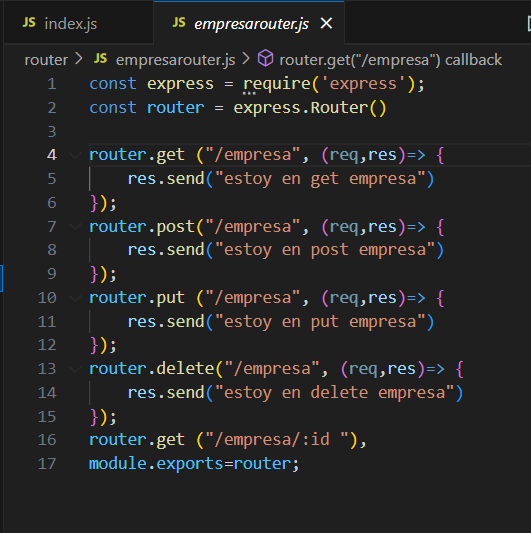 JS index.js
JS empresarouter.js ×
router > JS empresarouter.js > router.get("/empresa") callback
1 const express = require('express');
2 const router = express.Router()
3
4 router.get ("/empresa", (req,res)=> {
5 res.send("estoy en get empresa")
6 });
7 router.post("/empresa", (req,res)=> {
8 res.send("estoy en post empresa")
9 });
10 router.put ("/empresa", (req,res)=> {
11 res.send("estoy en put empresa")
12 });
13 router.delete("/empresa", (req,res)=> {
14 res.send("estoy en delete empresa")
15 });
16 router.get ("/empresa/:id "),
17 module.exports=router;